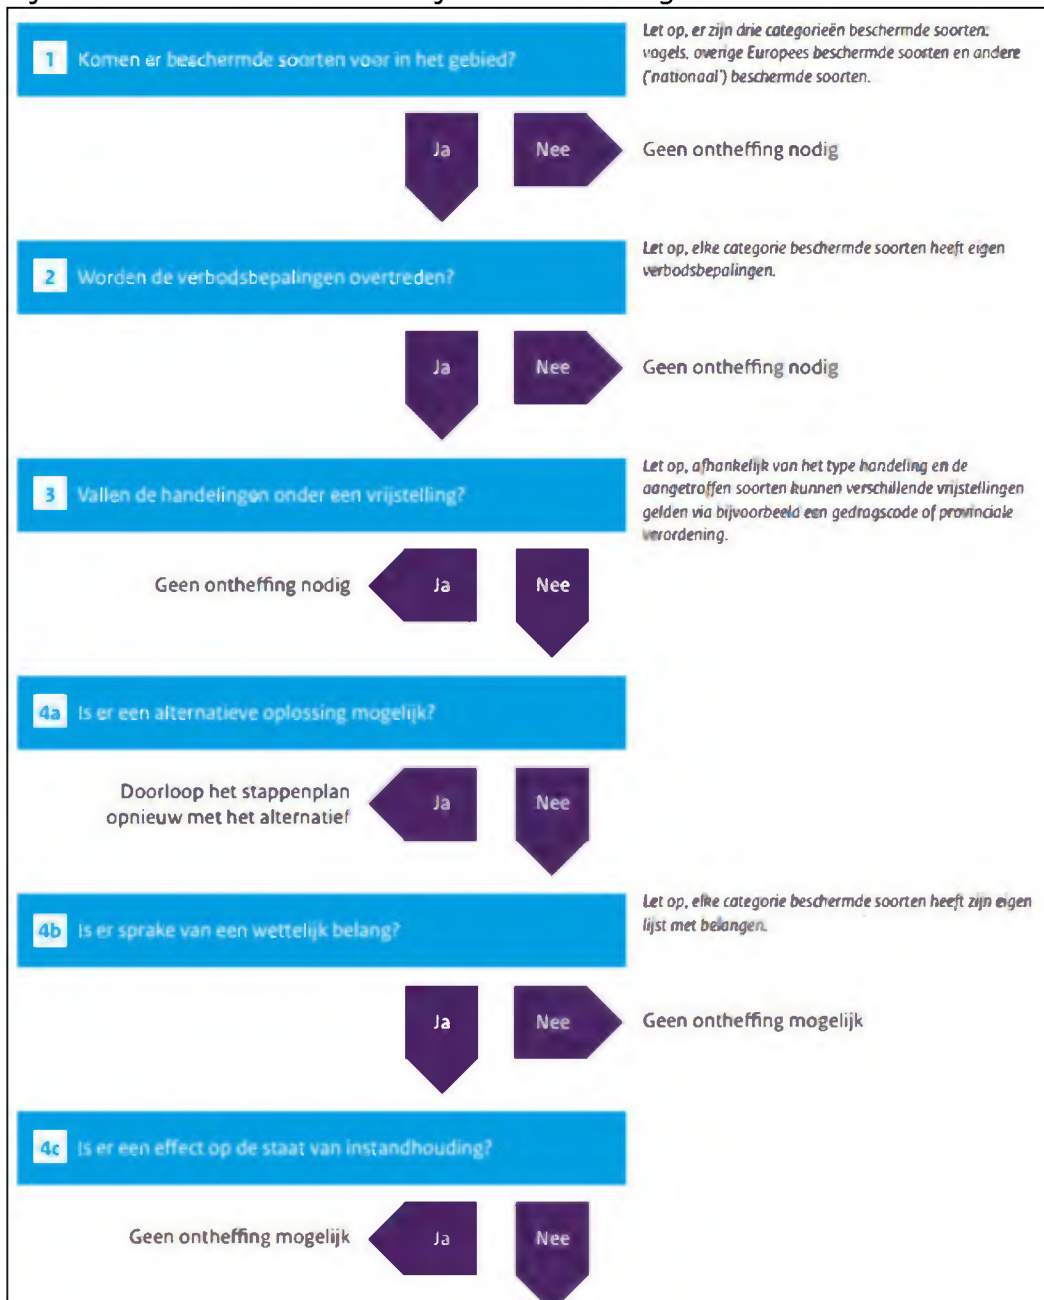 1 Komen er beschermde soorten voor in het gebied?
Let op, er zijn drie categorieën beschermde soorten:
vogels, overige Europees beschermde soorten en andere
('nationaal') beschermde soorten.
Ja Nee Geen ontheffing nodig
2 Worden de verbodsbepalingen overtreden?
Let op, elke categorie beschermde soorten heeft eigen
verbodsbepalingen.
Ja Nee Geen ontheffing nodig
3 Vallen de handelingen onder een vrijstelling?
Let op, afhankelijk van het type handeling en de
aangetroffen soorten kunnen verschillende vrijstellingen
gelden via bijvoorbeeld een gedragscode of provinciale
verordening.
Geen ontheffing nodig Ja Nee
4a Is er een alternatieve oplossing mogelijk?
Doorloop het stappenplan
opnieuw met het alternatief
Ja Nee
4b Is er sprake van een wettelijk belang?
Let op, elke categorie beschermde soorten heeft zijn eigen
lijst met belangen.
Ja Nee Geen ontheffing mogelijk
4c Is er een effect op de staat van instandhouding?
Geen ontheffing mogelijk Ja Nee